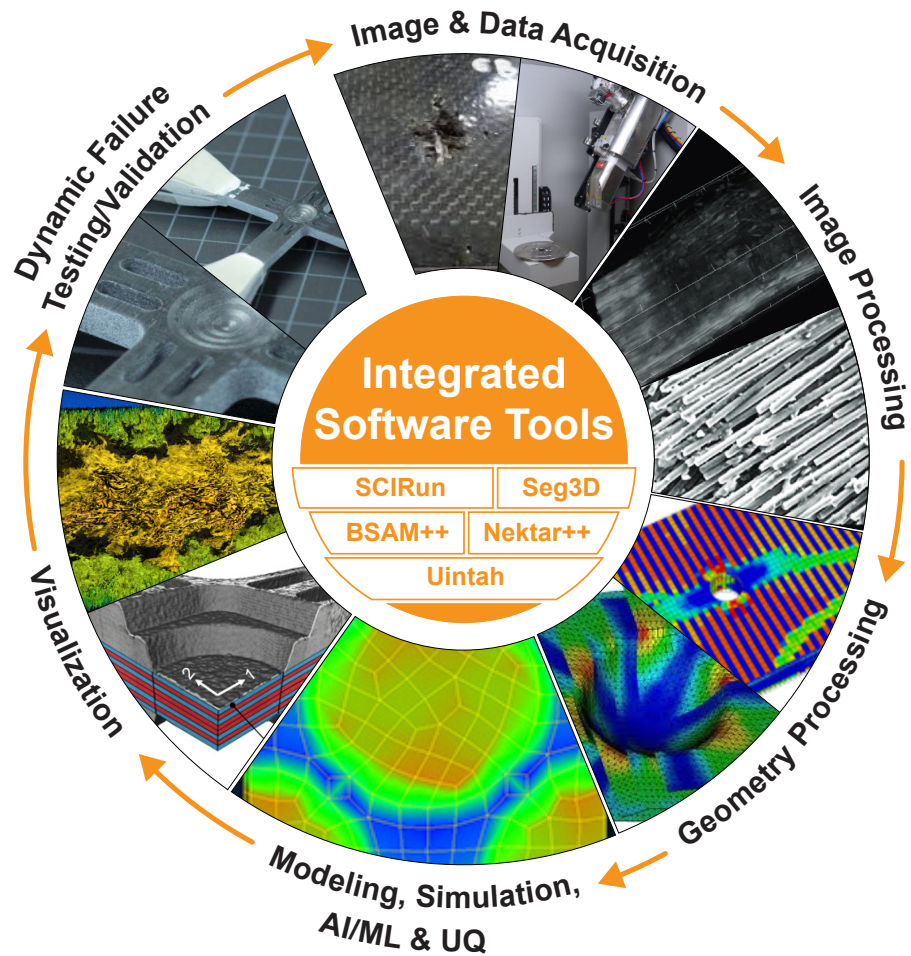 Image & Data Acquisition
Image Processing
Geometry Processing
Modeling, Simulation,
AI/ML & UQ
Visualization
Dynamic Failure
Testing/Validation
Integrated
Software Tools
SCIRun
Seg3D
BSAM++
Nektar++
Uintah
2
1